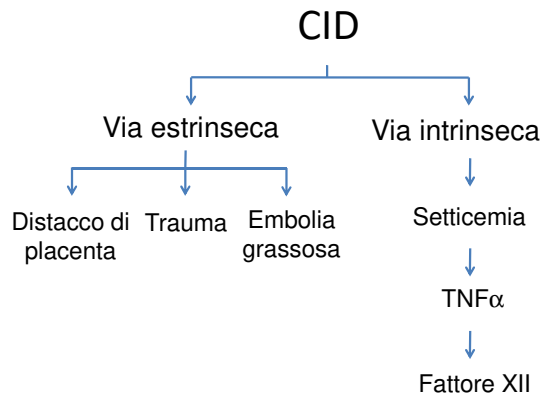 CID
Via estrinseca
Via intrinseca
Distacco di
placenta
Trauma
Embolia
grassosa
Setticemia
TNFα
Fattore XII